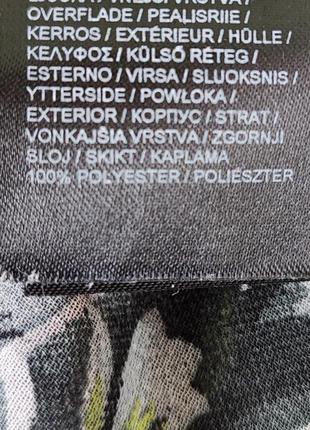 OVERFLADE / PEALISRIIE /
KERROS / EXTÉRIEUR / HÜLLE /
ΚΕΛΥΦΟΣ / KÜLSŐ RÉTEG /
ESTERNO / VIRSA / SLUOKSNIS /
YTTERSIDE / POWŁOKA /
EXTERIOR / КОРПУС / STRAT /
VONKAJŠIA VRSTVA / ZGORNJI
SLOJ / SKIKT / KAPLAMA
100% POLYESTER / POLIESZTER